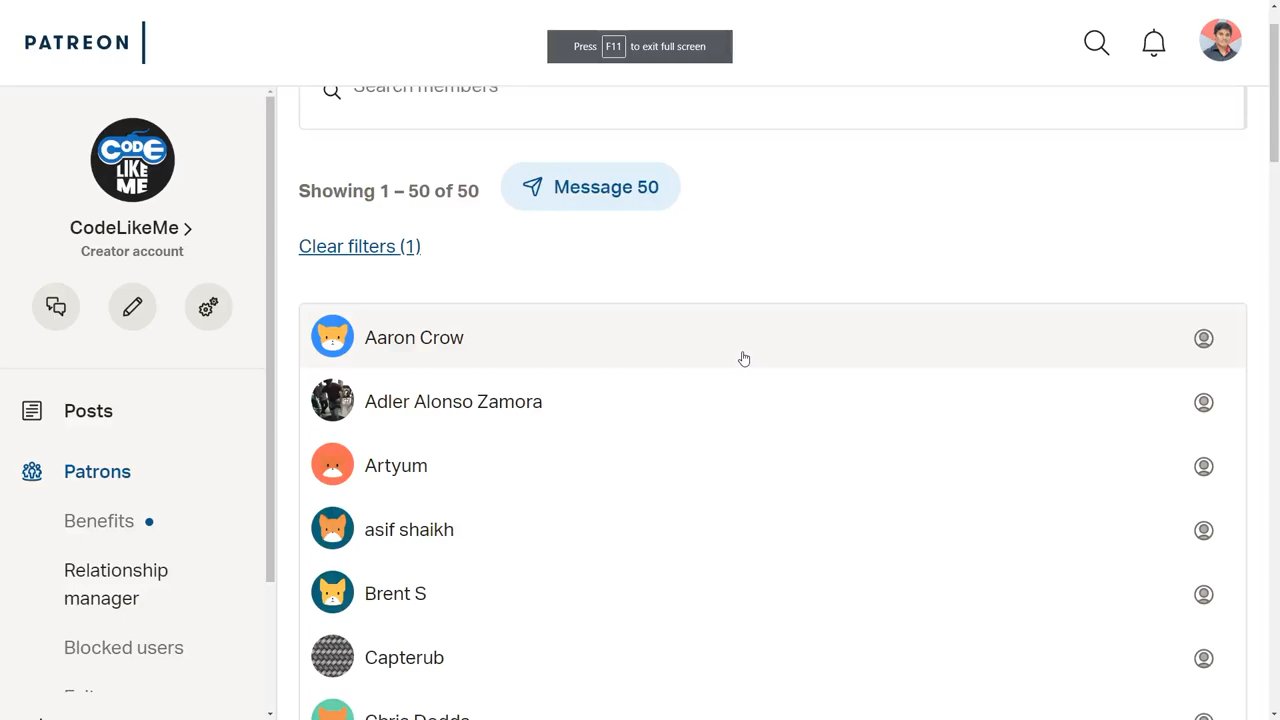 PATREON
Press F11 to exit full screen
Search members
Showing 1 – 50 of 50
Message 50
Clear filters (1)
CODE
LIKE
ME
CodeLikeMe
Creator account
Posts
Patrons
Benefits
Relationship
manager
Blocked users
Aaron Crow
Adler Alonso Zamora
Artyum
asif shaikh
Brent S
Capterub
Chris Dodds